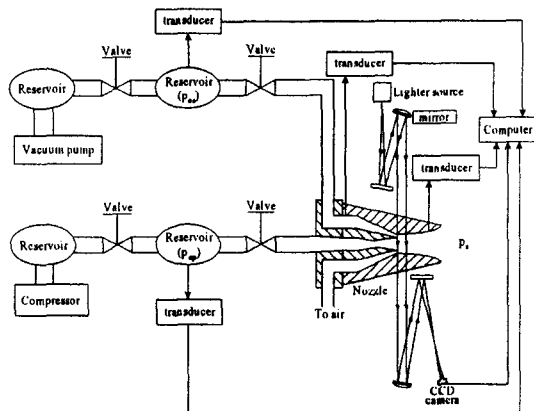 transducer
Valve
Valve
transducer
Reservoir
Reservoir
(p
Lighter source
mirror
Computer
Vacuum pump
transducer
Valve
Valve
Reservoir
Reservoir
Compressor
transducer
To air
Nozzle
CCD
camera